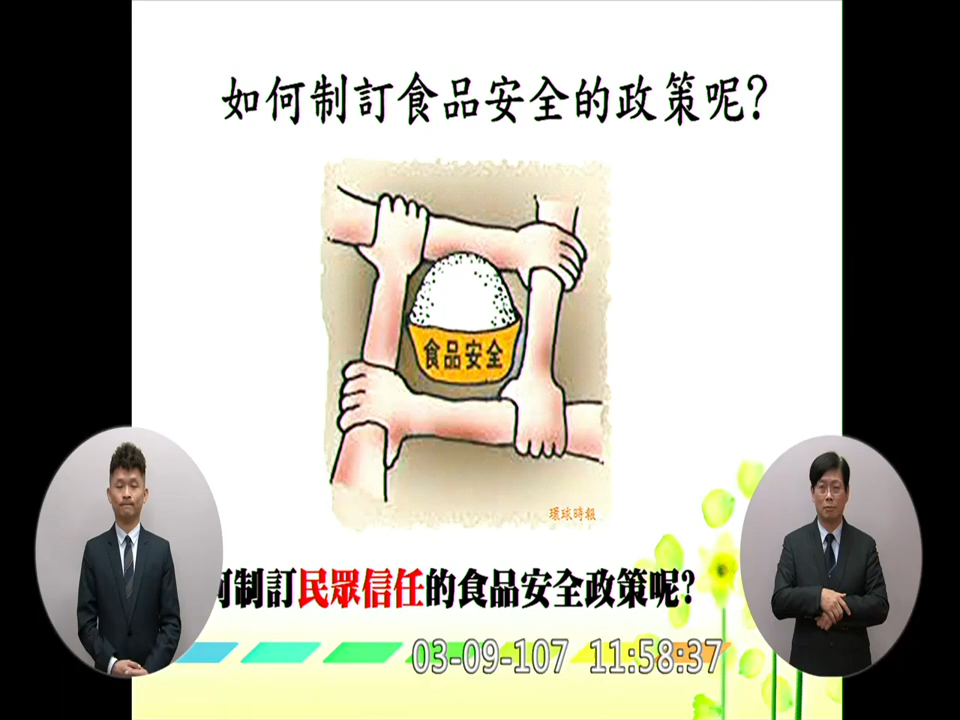 如何制訂食品安全的政策呢?
食品安全
環球時報
何制訂民眾信任的食品安全政策呢?
03-09-107 11:58:37